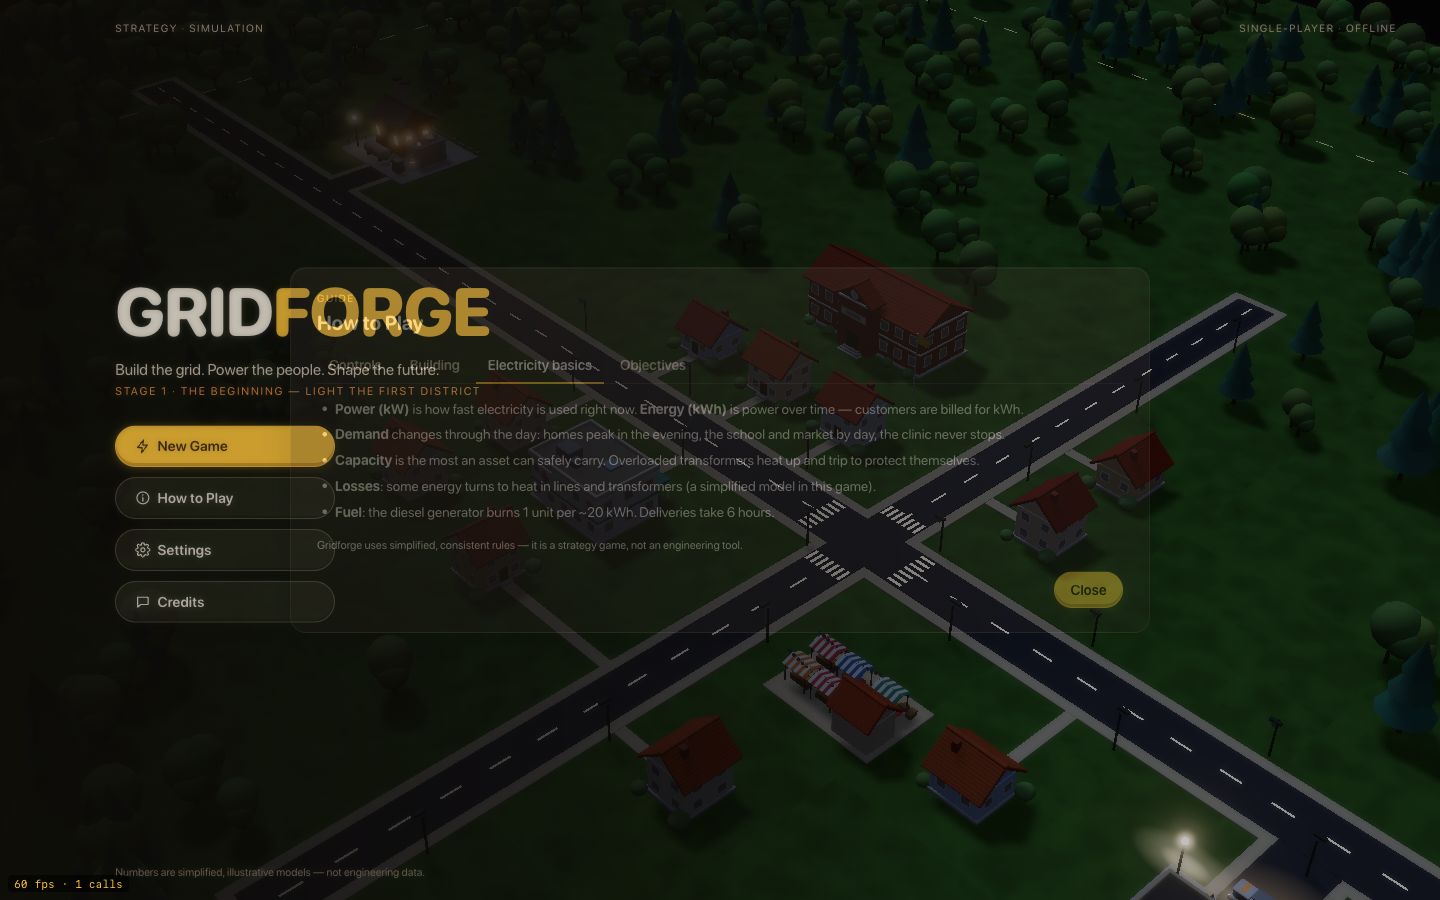 STRATEGY · SIMULATION
SINGLE-PLAYER · OFFLINE
GRIDFORGE
Build the grid. Power the people. Shape the future.
STAGE 1 · THE BEGINNING — LIGHT THE FIRST DISTRICT
New Game
How to Play
Settings
Credits
GUIDE
How to Play
Controls Building Electricity basics Objectives
• Power (kW) is how fast electricity is used right now. Energy (kWh) is power over time — customers are billed for kWh.
• Demand changes through the day: homes peak in the evening, the school and market by day, the clinic never stops.
• Capacity is the most an asset can safely carry. Overloaded transformers heat up and trip to protect themselves.
• Losses: some energy turns to heat in lines and transformers (a simplified model in this game).
• Fuel: the diesel generator burns 1 unit per ~20 kWh. Deliveries take 6 hours.
Gridforge uses simplified, consistent rules — it is a strategy game, not an engineering tool.
Close
Numbers are simplified, illustrative models — not engineering data.
60 fps · 1 calls